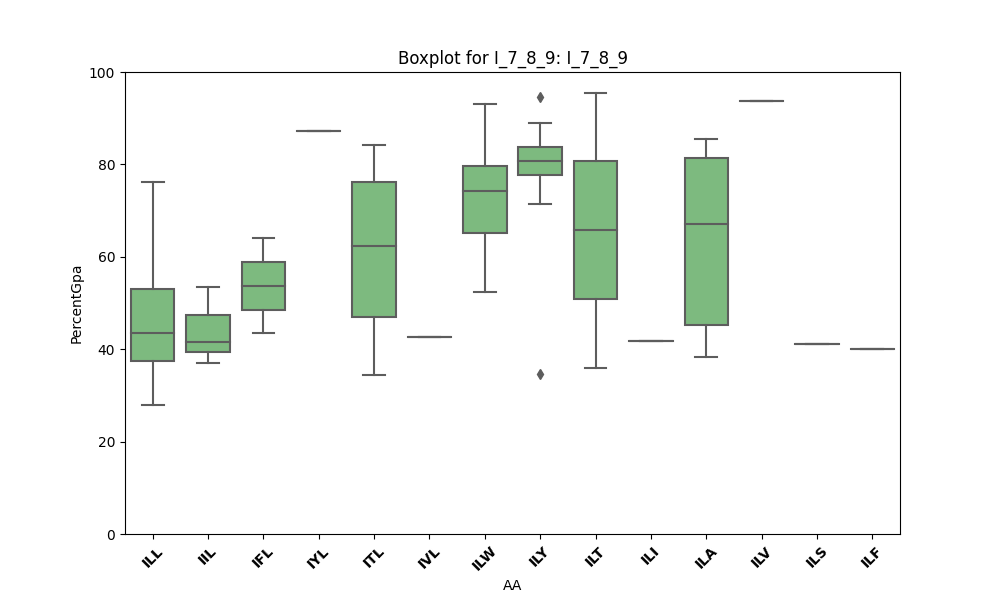 Boxplot for I_7_8_9: I_7_8_9
100
80
60
40
20
0
PercentGpa
ILL IIL IFL IYL ITL IVL ILW ILY ILT ILI ILA ILV ILS ILF
AA